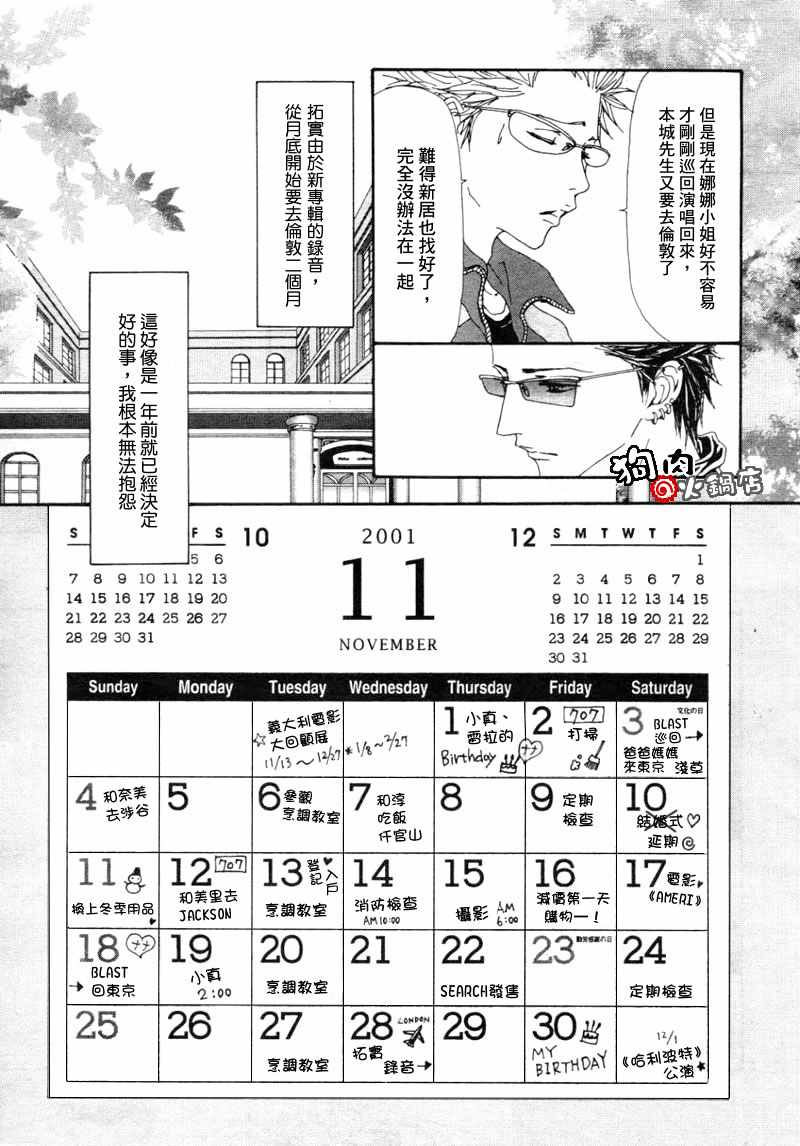 但是現在娜娜小姐好不容易
才剛剛巡回演唱回來，
本城先生又要去倫敦了
難得新居也找好了，
完全沒辦法在一起
拓實由於新專輯的錄音，
從月底開始要去倫敦二個月
這好像是一年前就已經決定
好的事，我根本無法抱怨
狗肉
火鍋店
S F S 10
5 6
7 8 9 10 11 12 13
14 15 16 17 18 19 20
21 22 23 24 25 26 27
28 29 30 31
2001
11
NOVEMBER
12 S M T W T F S
1
2 3 4 5 6 7 8
9 10 11 12 13 14 15
16 17 18 19 20 21 22
23 24 25 26 27 28 29
30 31
Sunday Monday Tuesday Wednesday Thursday Friday Saturday
義大利電影
大回顧展
11/13～12/27 * 1/8～2/27
1 小真、
雷拉的
Birthday
2 707
打掃
3 文化の日
BLAST
巡回→
爸爸媽媽
來東京 淺草
4 和奈美
去涉谷
5
6 參觀
烹調教室
7 和淳
吃飯
仟官山
8
9 定期
檢查
10
結婚式♡
延期
11
換上冬季用品
12 707
和美里去
JACKSON
13 登記♥入戶
烹調教室
14
消防檢查
AM10:00
15
攝影 AM
6:00
16
減價第一天
購物一！
17 電影
《AMERI》
18
BLAST
→回東京
19
小真
2:00
20
烹調教室
21
22
SEARCH發售
23 勤労感謝の日
24
定期檢查
25
26
27
烹調教室
28 LONDON
拓實
錄音→
29
30
MY
BIRTHDAY
12/1
《哈利波特》
公演★